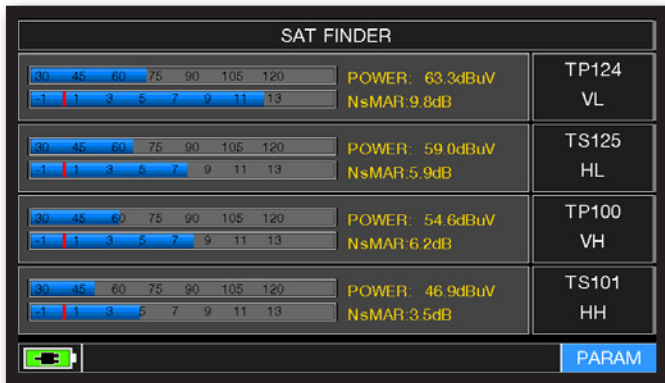 SAT FINDER
30 45 60 75 90 105 120
POWER: 63.3dBuV
-1 1 3 5 7 9 11 13
NsMAR:9.8dB
TP124
VL
30 45 60 75 90 105 120
POWER: 59.0dBuV
-1 1 3 5 7 9 11 13
NsMAR:5.9dB
TS125
HL
30 45 60 75 90 105 120
POWER: 54.6dBuV
-1 1 3 5 7 9 11 13
NsMAR:6.2dB
TP100
VH
30 45 60 75 90 105 120
POWER: 46.9dBuV
-1 1 3 5 7 9 11 13
NsMAR:3.5dB
TS101
HH
PARAM